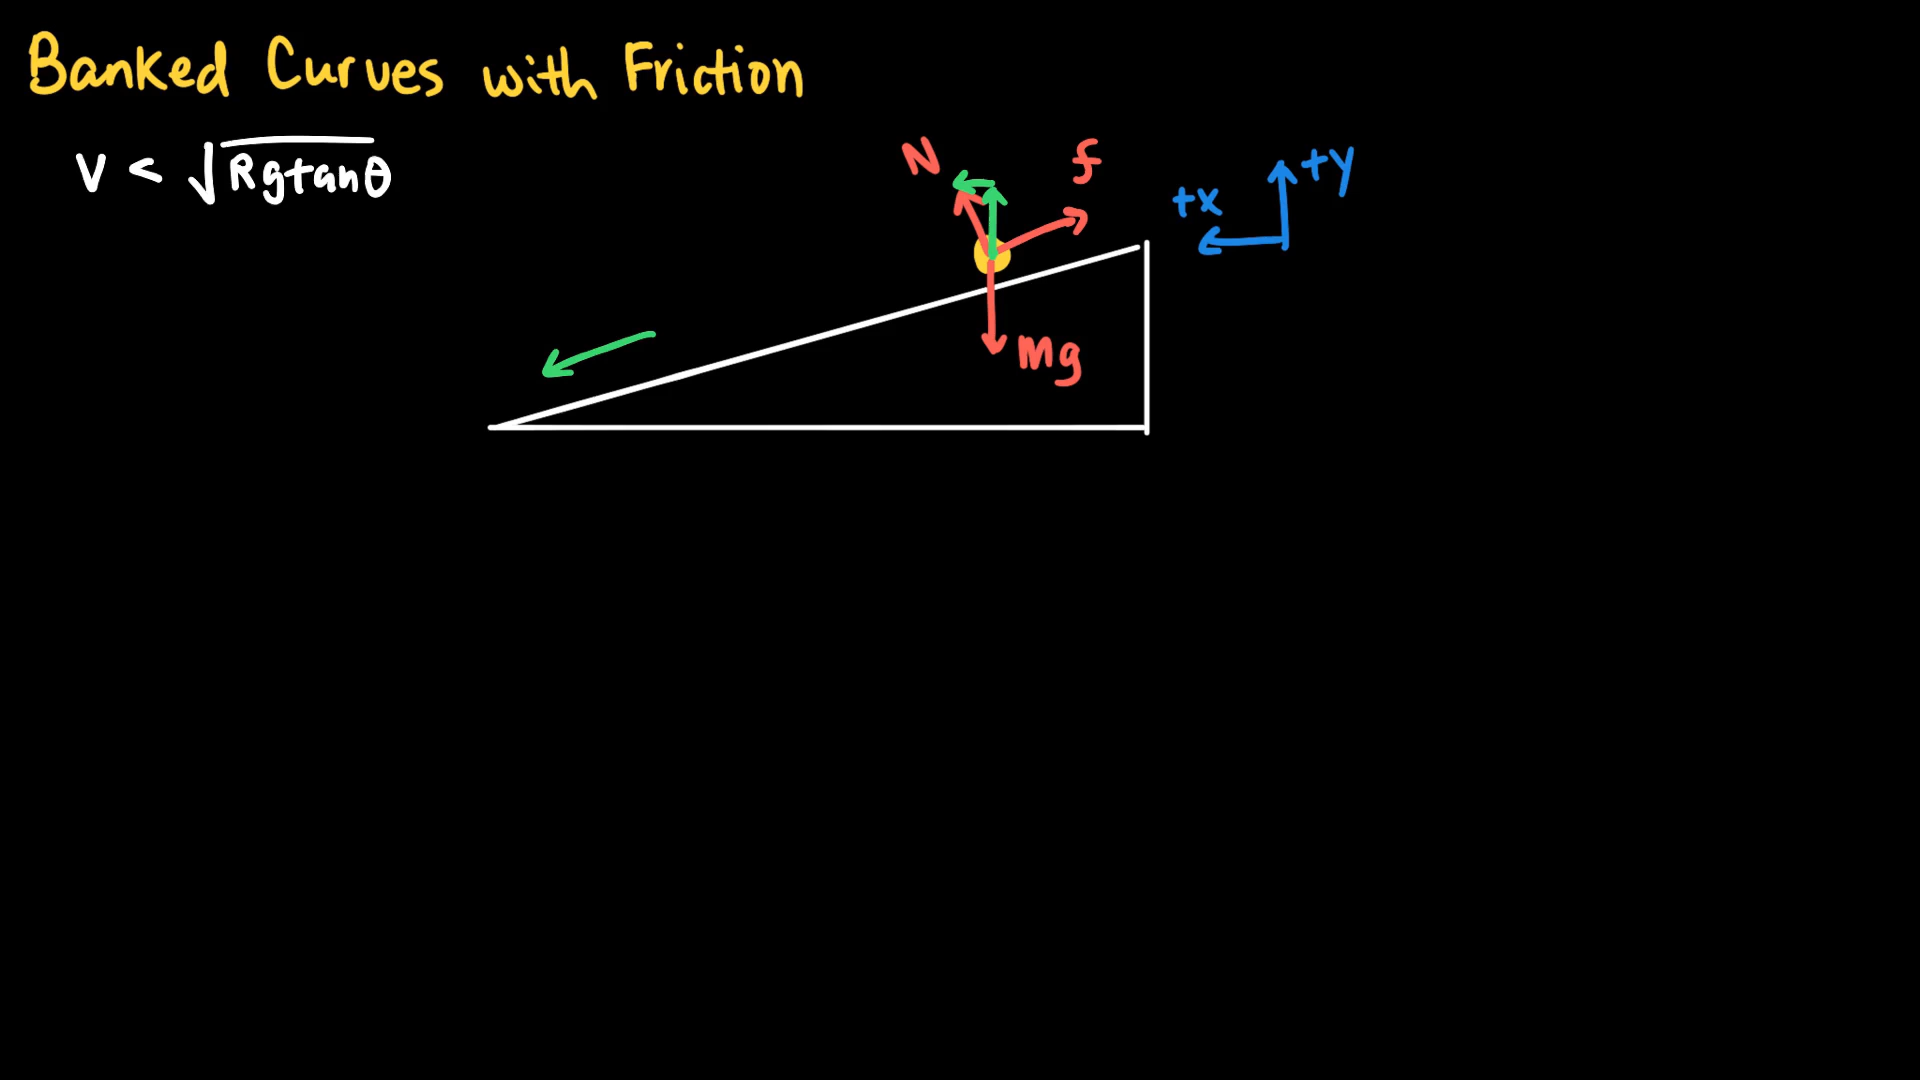 Banked Curves with Friction
V < √Rgtanθ
N
f
+x
+y
Mg